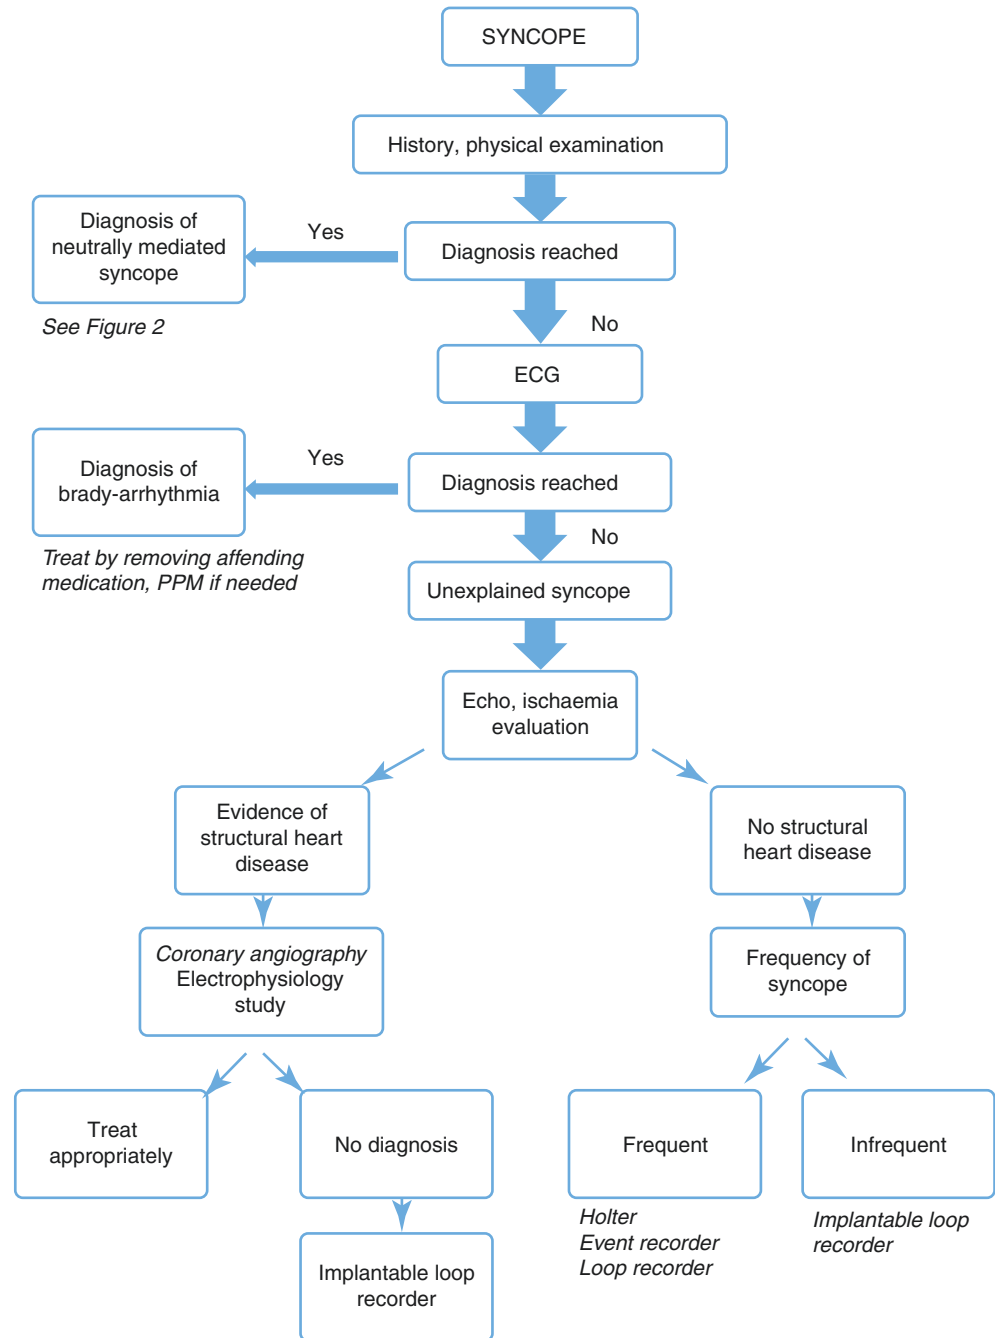 SYNCOPE
History, physical examination
Diagnosis reached
Yes
Diagnosis of
neutrally mediated
syncope
See Figure 2
No
ECG
Diagnosis reached
Yes
Diagnosis of
brady-arrhythmia
Treat by removing affending
medication, PPM if needed
No
Unexplained syncope
Echo, ischaemia
evaluation
Evidence of
structural heart
disease
No structural
heart disease
Coronary angiography
Electrophysiology
study
Frequency of
syncope
Treat
appropriately
No diagnosis
Frequent
Infrequent
Holter
Event recorder
Loop recorder
Implantable loop
recorder
Implantable loop
recorder